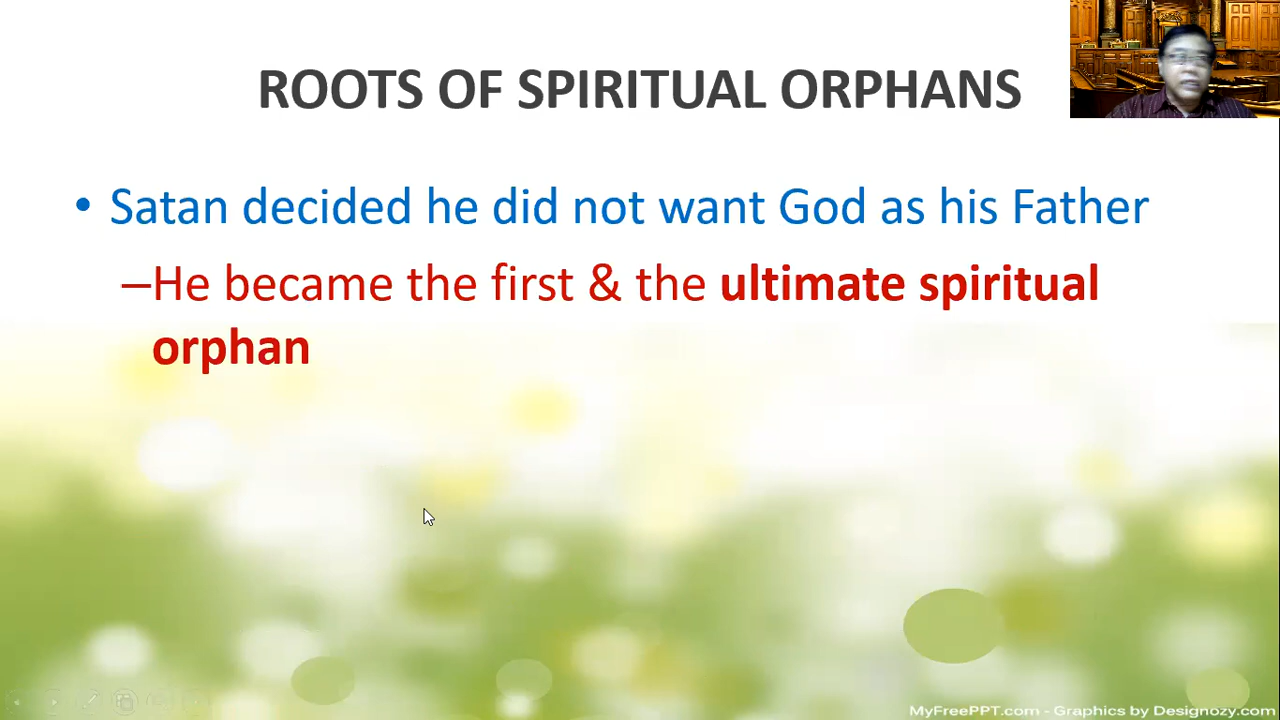 ROOTS OF SPIRITUAL ORPHANS
• Satan decided he did not want God as his Father
–He became the first & the ultimate spiritual
orphan
MyFreePPT.com - Graphics by Designozy.com